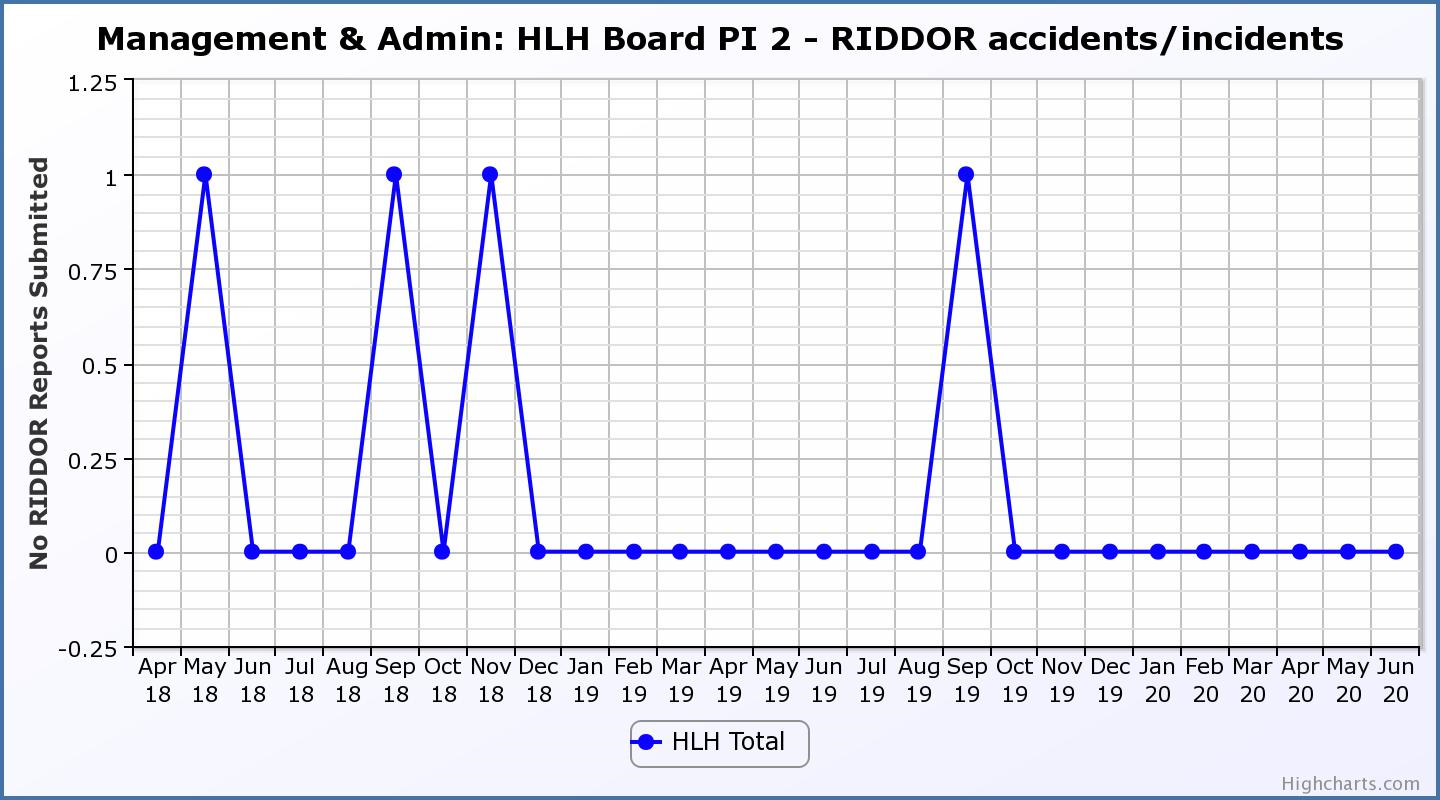 Management & Admin: HLH Board PI 2 - RIDDOR accidents/incidents
No RIDDOR Reports Submitted
1.25
1
0.75
0.5
0.25
0
-0.25
Apr May Jun Jul Aug Sep Oct Nov Dec Jan Feb Mar Apr May Jun Jul Aug Sep Oct Nov Dec Jan Feb Mar Apr May Jun
18 18 18 18 18 18 18 18 18 19 19 19 19 19 19 19 19 19 19 19 19 20 20 20 20 20 20
HLH Total
Highcharts.com